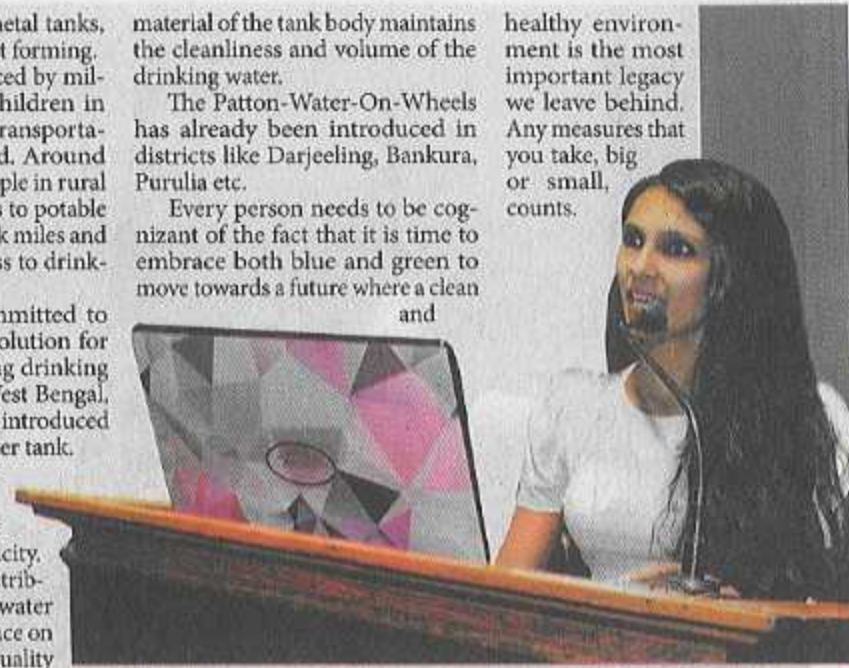 etal tanks,
t forming.
ced by mil-
hildren in
ransporta-
d. Around
ple in rural
s to potable
k miles and
ss to drink-
mmitted to
olution for
ng drinking
est Bengal,
introduced
er tank.
city.
trib-
water
ce on
uality
material of the tank body maintains
the cleanliness and volume of the
drinking water.
The Patton-Water-On-Wheels
has already been introduced in
districts like Darjeeling, Bankura,
Purulia etc.
Every person needs to be cog-
nizant of the fact that it is time to
embrace both blue and green to
move towards a future where a clean
and
healthy environ-
ment is the most
important legacy
we leave behind.
Any measures that
you take, big
or small,
counts.